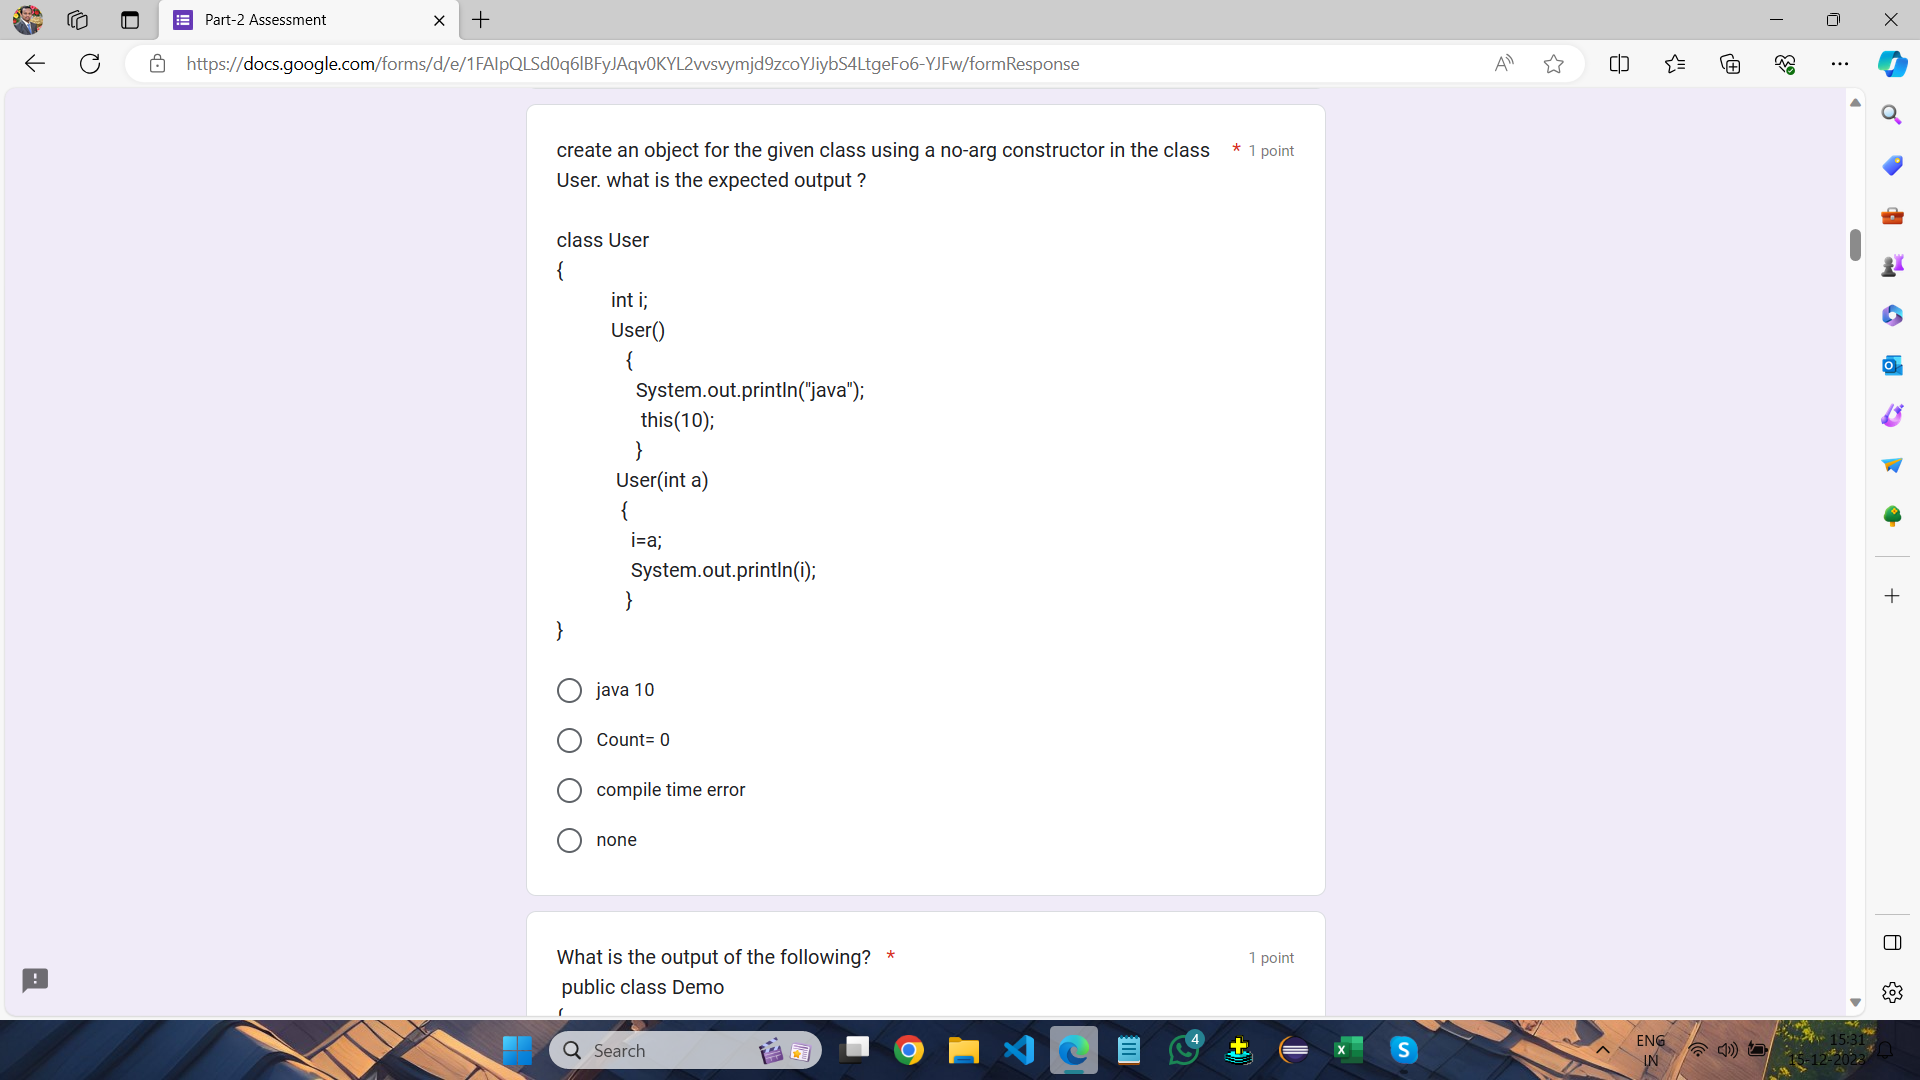 Part-2 Assessment
https://docs.google.com/forms/d/e/1FAIpQLSd0q6lBFyJAqv0KYL2vvsvymjd9zcoYJiybS4LtgeFo6-YJFw/formResponse
create an object for the given class using a no-arg constructor in the class * 1 point
User. what is the expected output ?
class User
{
int i;
User()
{
System.out.println("java");
this(10);
}
User(int a)
{
i=a;
System.out.println(i);
}
}
java 10
Count= 0
compile time error
none
What is the output of the following? * 1 point
public class Demo
{
Search
4
ENG
IN
15:31
15-12-2023